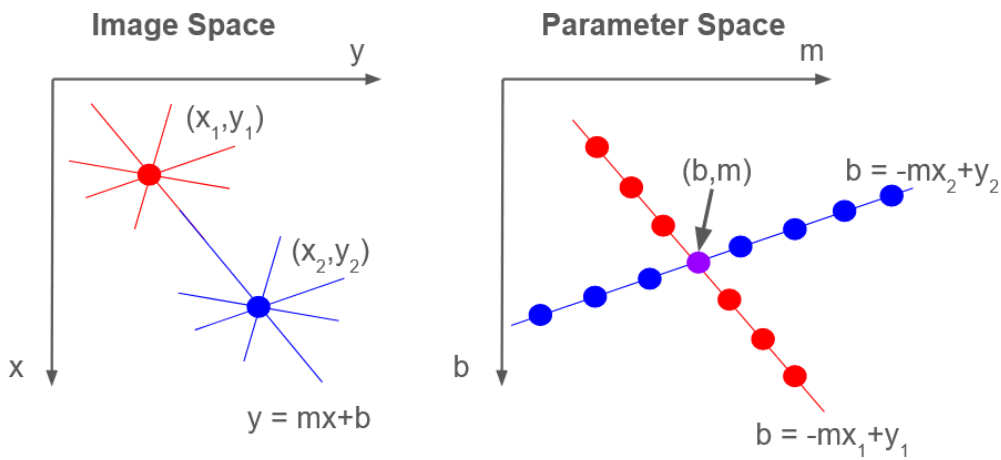 Image Space
y
(x₁,y₁)
(x₂,y₂)
x
y = mx+b
Parameter Space
m
(b,m)
b = -mx₂+y₂
b
b = -mx₁+y₁